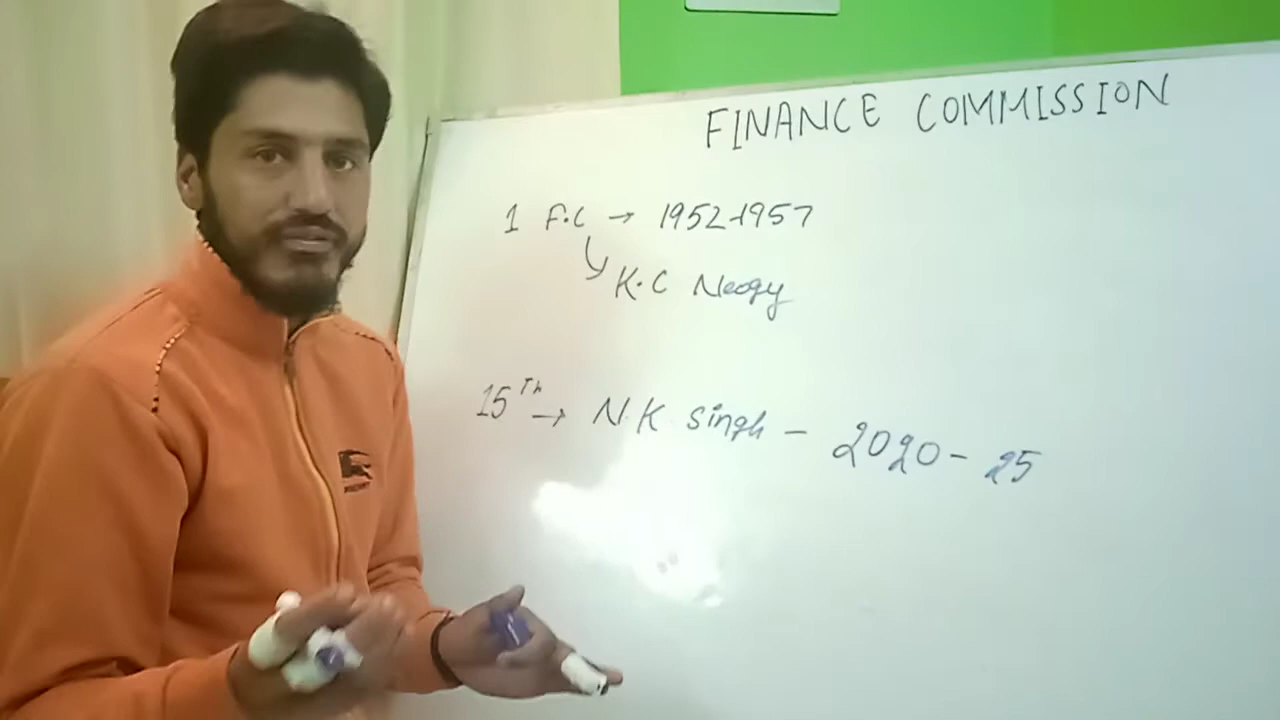 FINANCE COMMISSION
1 F.C → 1952-1957
K.C Neogy
15Th → N.K Singh - 2020-25